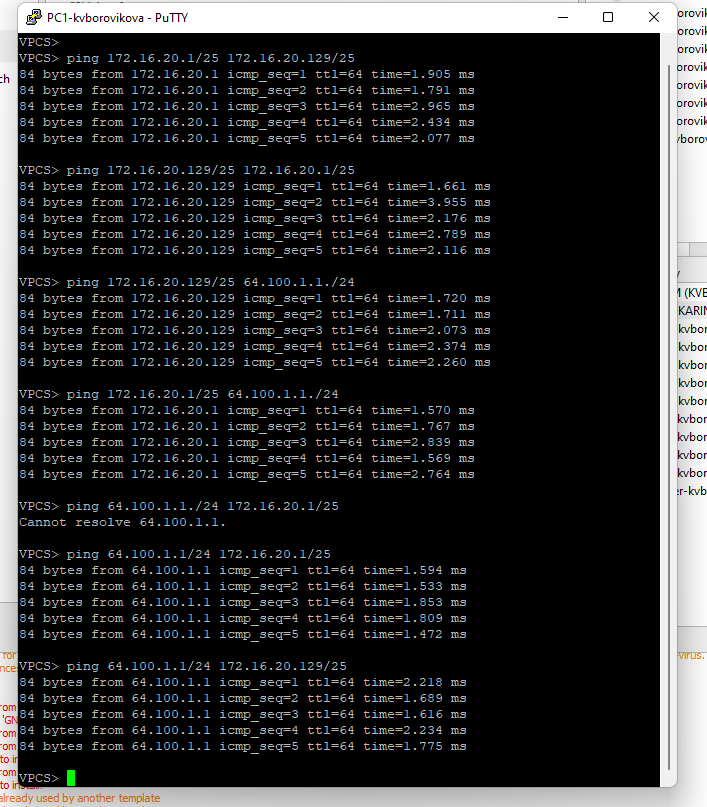 PC1-kvborovikova - PuTTY
VPCS>
VPCS> ping 172.16.20.1/25 172.16.20.129/25
84 bytes from 172.16.20.1 icmp_seq=1 ttl=64 time=1.905 ms
84 bytes from 172.16.20.1 icmp_seq=2 ttl=64 time=1.791 ms
84 bytes from 172.16.20.1 icmp_seq=3 ttl=64 time=2.965 ms
84 bytes from 172.16.20.1 icmp_seq=4 ttl=64 time=2.434 ms
84 bytes from 172.16.20.1 icmp_seq=5 ttl=64 time=2.077 ms
VPCS> ping 172.16.20.129/25 172.16.20.1/25
84 bytes from 172.16.20.129 icmp_seq=1 ttl=64 time=1.661 ms
84 bytes from 172.16.20.129 icmp_seq=2 ttl=64 time=3.955 ms
84 bytes from 172.16.20.129 icmp_seq=3 ttl=64 time=2.176 ms
84 bytes from 172.16.20.129 icmp_seq=4 ttl=64 time=2.789 ms
84 bytes from 172.16.20.129 icmp_seq=5 ttl=64 time=2.116 ms
VPCS> ping 172.16.20.129/25 64.100.1.1./24
84 bytes from 172.16.20.129 icmp_seq=1 ttl=64 time=1.720 ms
84 bytes from 172.16.20.129 icmp_seq=2 ttl=64 time=1.711 ms
84 bytes from 172.16.20.129 icmp_seq=3 ttl=64 time=2.073 ms
84 bytes from 172.16.20.129 icmp_seq=4 ttl=64 time=2.374 ms
84 bytes from 172.16.20.129 icmp_seq=5 ttl=64 time=2.260 ms
VPCS> ping 172.16.20.1/25 64.100.1.1./24
84 bytes from 172.16.20.1 icmp_seq=1 ttl=64 time=1.570 ms
84 bytes from 172.16.20.1 icmp_seq=2 ttl=64 time=1.767 ms
84 bytes from 172.16.20.1 icmp_seq=3 ttl=64 time=2.839 ms
84 bytes from 172.16.20.1 icmp_seq=4 ttl=64 time=1.569 ms
84 bytes from 172.16.20.1 icmp_seq=5 ttl=64 time=2.764 ms
VPCS> ping 64.100.1.1./24 172.16.20.1/25
Cannot resolve 64.100.1.1.
VPCS> ping 64.100.1.1/24 172.16.20.1/25
84 bytes from 64.100.1.1 icmp_seq=1 ttl=64 time=1.594 ms
84 bytes from 64.100.1.1 icmp_seq=2 ttl=64 time=1.533 ms
84 bytes from 64.100.1.1 icmp_seq=3 ttl=64 time=1.853 ms
84 bytes from 64.100.1.1 icmp_seq=4 ttl=64 time=1.809 ms
84 bytes from 64.100.1.1 icmp_seq=5 ttl=64 time=1.472 ms
VPCS> ping 64.100.1.1/24 172.16.20.129/25
84 bytes from 64.100.1.1 icmp_seq=1 ttl=64 time=2.218 ms
84 bytes from 64.100.1.1 icmp_seq=2 ttl=64 time=1.689 ms
84 bytes from 64.100.1.1 icmp_seq=3 ttl=64 time=1.616 ms
84 bytes from 64.100.1.1 icmp_seq=4 ttl=64 time=2.234 ms
84 bytes from 64.100.1.1 icmp_seq=5 ttl=64 time=1.775 ms
VPCS>
already used by another template